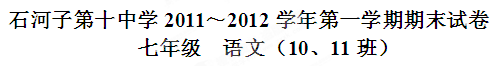 石河子第十中学 2011～2012 学年第一学期期末试卷
七年级　语文（10、11 班）